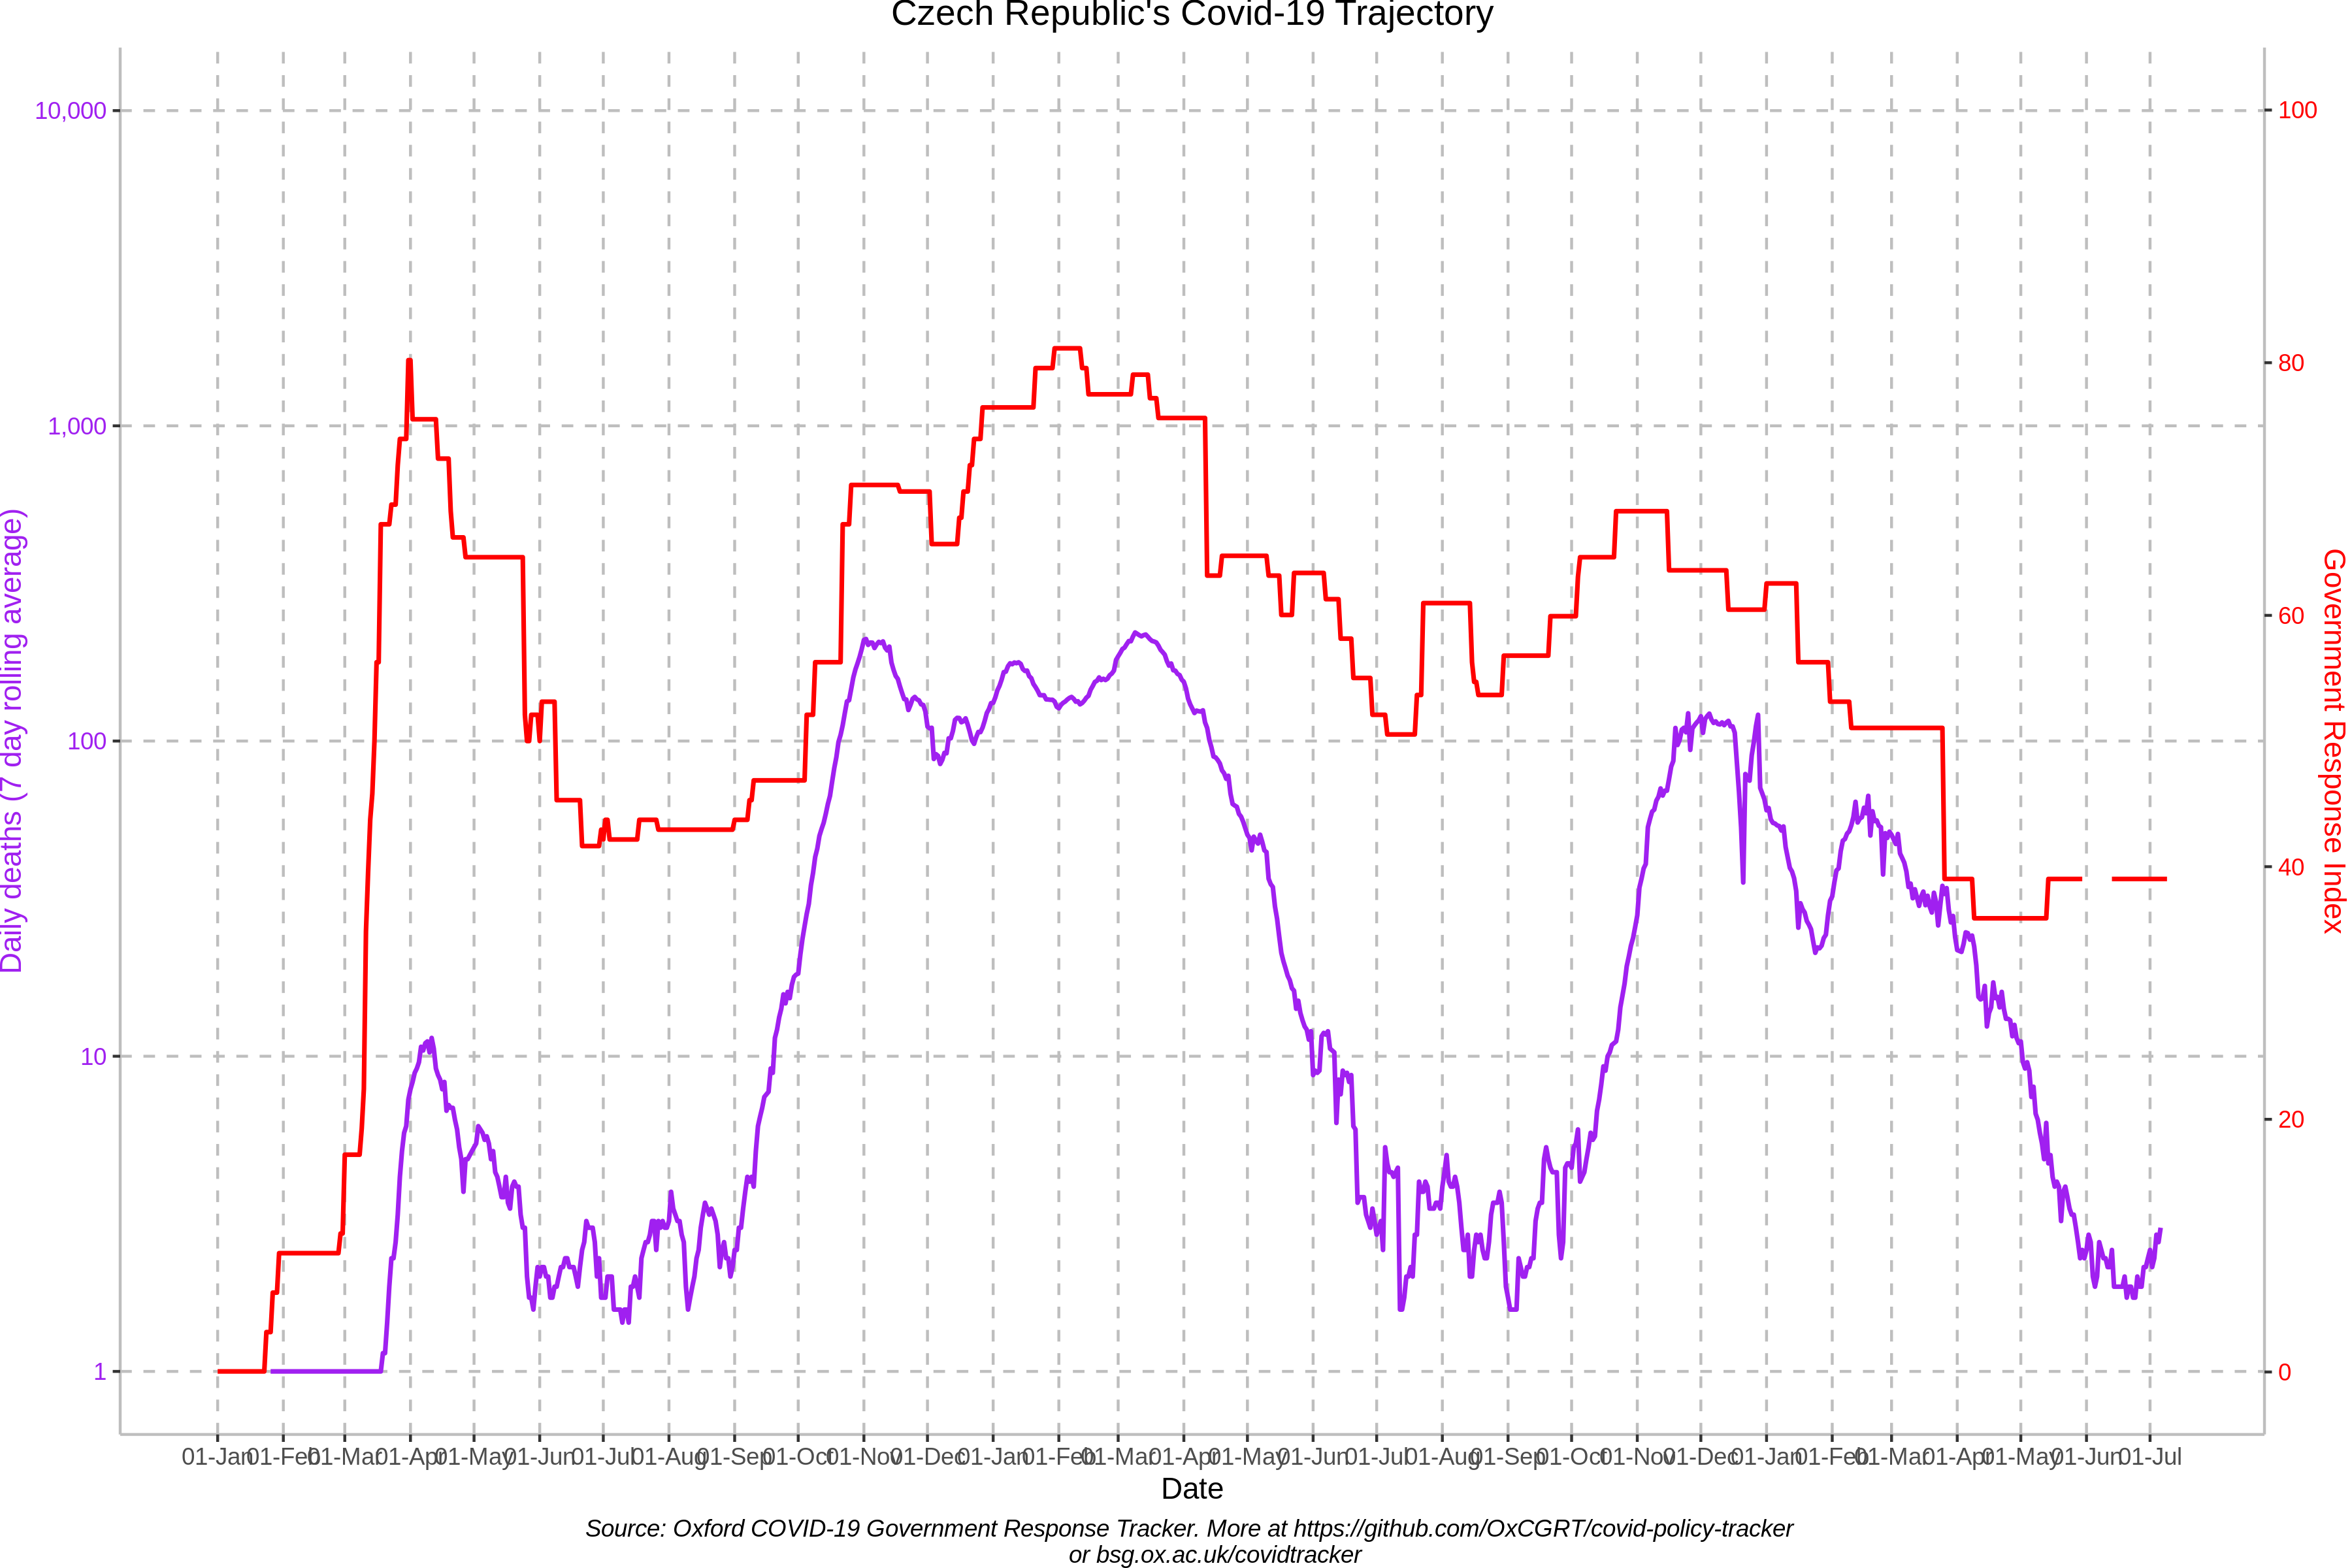 Czech Republic's Covid-19 Trajectory
10,000
1,000
100
10
1
Daily deaths (7 day rolling average)
100
80
60
40
20
0
Government Response Index
01-Jan 01-Feb 01-Mar 01-Apr 01-May 01-Jun 01-Jul 01-Aug 01-Sep 01-Oct 01-Nov 01-Dec 01-Jan 01-Feb 01-Mar 01-Apr 01-May 01-Jun 01-Jul 01-Aug 01-Sep 01-Oct 01-Nov 01-Dec 01-Jan 01-Feb 01-Mar 01-Apr 01-May 01-Jun 01-Jul
Date
Source: Oxford COVID-19 Government Response Tracker. More at https://github.com/OxCGRT/covid-policy-tracker
or bsg.ox.ac.uk/covidtracker